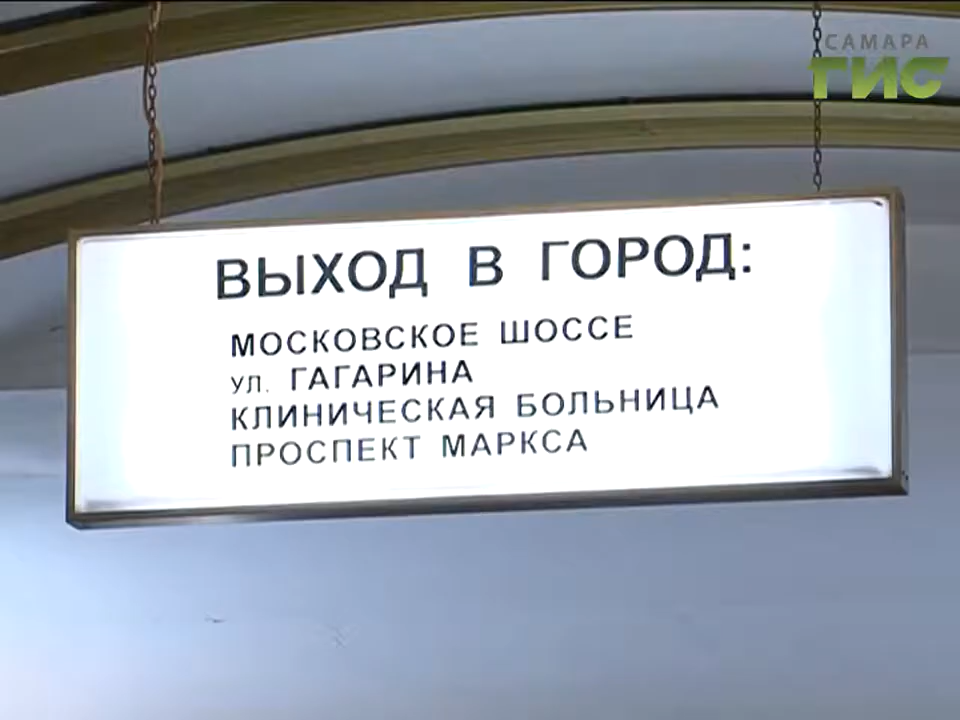 САМАРА
ГИС
ВЫХОД В ГОРОД:
МОСКОВСКОЕ ШОССЕ
УЛ. ГАГАРИНА
КЛИНИЧЕСКАЯ БОЛЬНИЦА
ПРОСПЕКТ МАРКСА